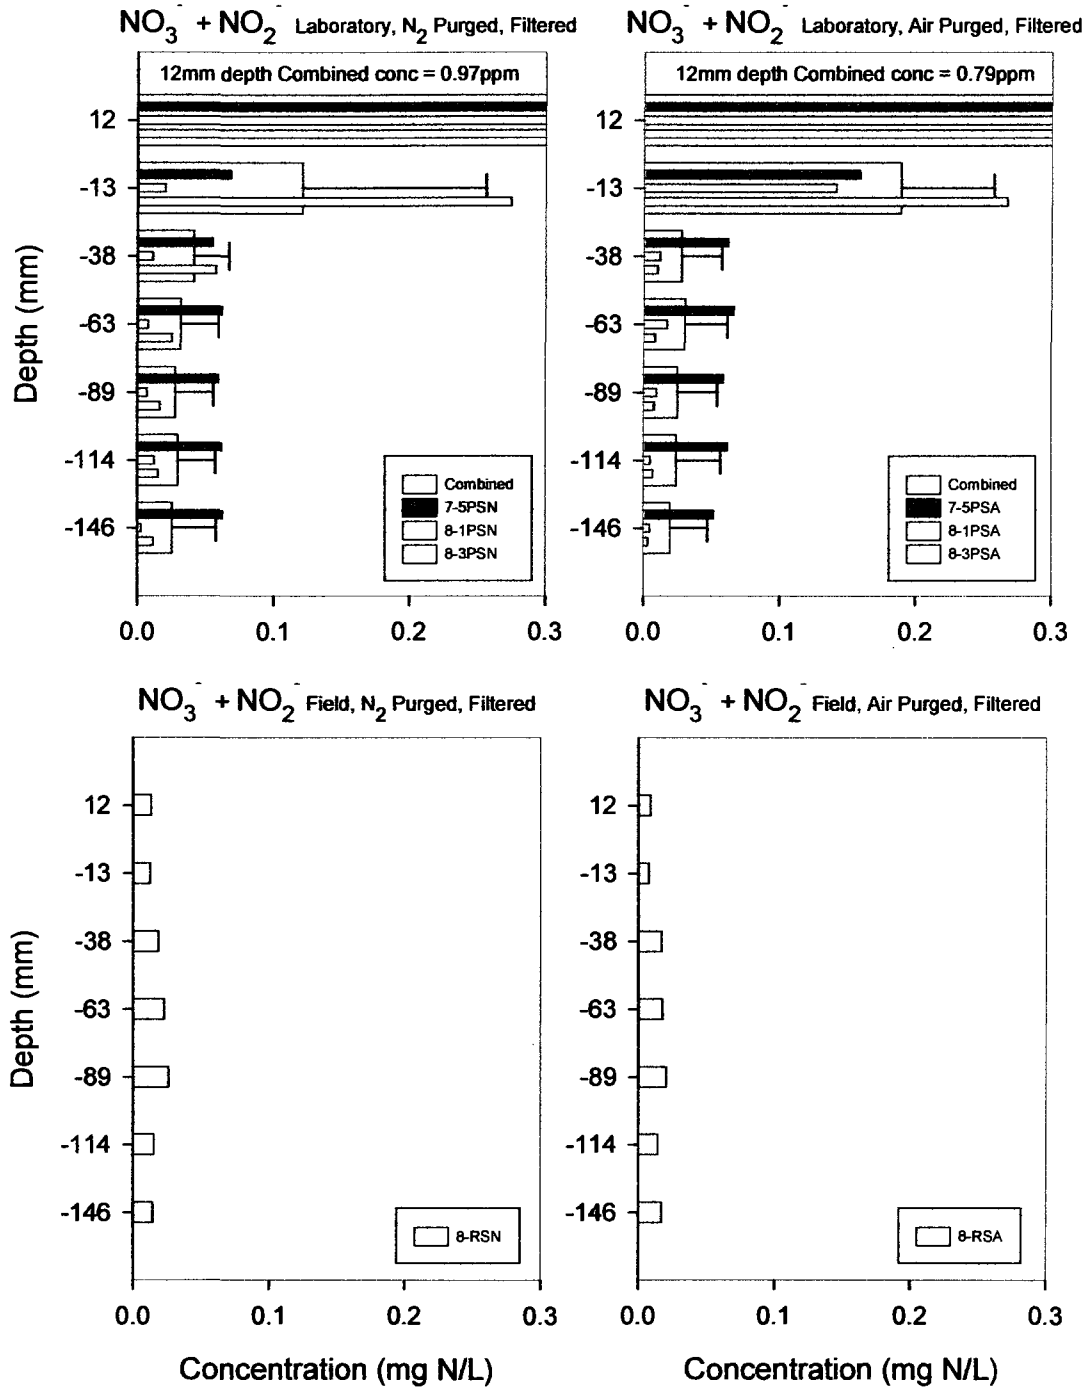 NO3- + NO2- Laboratory, N2 Purged, Filtered
12mm depth Combined conc = 0.97ppm
Depth (mm)
12
-13
-38
-63
-89
-114
-146
Combined
7-5PSN
8-1PSN
8-3PSN
0.0 0.1 0.2 0.3
NO3- + NO2- Laboratory, Air Purged, Filtered
12mm depth Combined conc = 0.79ppm
12
-13
-38
-63
-89
-114
-146
Combined
7-5PSA
8-1PSA
8-3PSA
0.0 0.1 0.2 0.3
NO3- + NO2- Field, N2 Purged, Filtered
Depth (mm)
12
-13
-38
-63
-89
-114
-146
8-RSN
0.0 0.1 0.2 0.3
Concentration (mg N/L)
NO3- + NO2- Field, Air Purged, Filtered
12
-13
-38
-63
-89
-114
-146
8-RSA
0.0 0.1 0.2 0.3
Concentration (mg N/L)